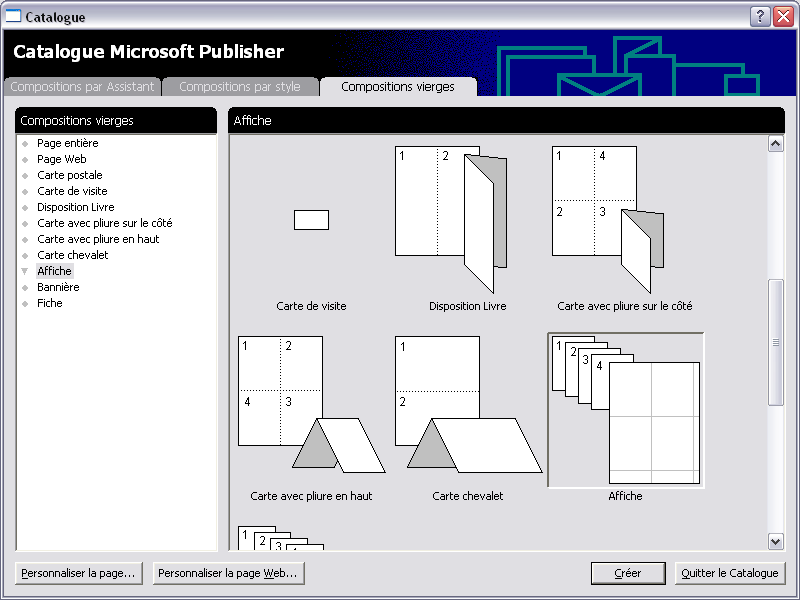 Catalogue
Catalogue Microsoft Publisher
Compositions par Assistant
Compositions par style
Compositions vierges
Compositions vierges
Page entière
Page Web
Carte postale
Carte de visite
Disposition Livre
Carte avec pliure sur le côté
Carte avec pliure en haut
Carte chevalet
Affiche
Bannière
Fiche
Affiche
1 2
1 4
2 3
Carte de visite
Disposition Livre
Carte avec pliure sur le côté
1 2
4 3
1
2
1 2 3 4
Carte avec pliure en haut
Carte chevalet
Affiche
1 2 3
Personnaliser la page...
Personnaliser la page Web...
Créer
Quitter le Catalogue